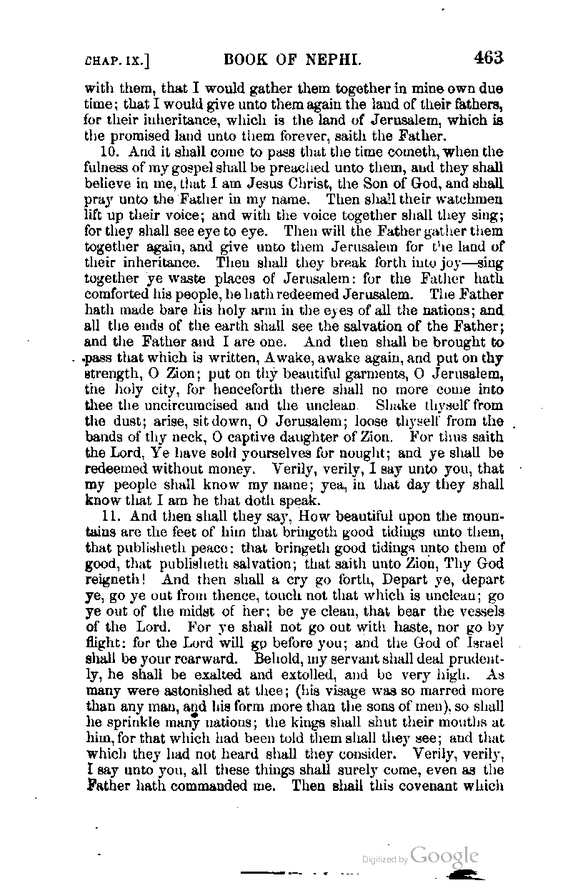 CHAP. IX.] BOOK OF NEPHI. 463
with them, that I would gather them together in mine own due
time; that I would give unto them again the land of their fathers,
for their inheritance, which is the land of Jerusalem, which is
the promised land unto them forever, saith the Father.
10. And it shall come to pass that the time cometh, when the
fulness of my gospel shall be preached unto them, and they shall
believe in me, that I am Jesus Christ, the Son of God, and shall
pray unto the Father in my name. Then shall their watchmen
lift up their voice; and with the voice together shall they sing;
for they shall see eye to eye. Then will the Father gather them
together again, and give unto them Jerusalem for the land of
their inheritance. Then shall they break forth into joy—sing
together ye waste places of Jerusalem: for the Father hath
comforted his people, he hath redeemed Jerusalem. The Father
hath made bare his holy arm in the eyes of all the nations; and
all the ends of the earth shall see the salvation of the Father;
and the Father and I are one. And then shall be brought to
pass that which is written, Awake, awake again, and put on thy
strength, O Zion; put on thy beautiful garments, O Jerusalem,
the holy city, for henceforth there shall no more come into
thee the uncircumcised and the unclean. Shake thyself from
the dust; arise, sit down, O Jerusalem; loose thyself from the
bands of thy neck, O captive daughter of Zion. For thus saith
the Lord, Ye have sold yourselves for nought; and ye shall be
redeemed without money. Verily, verily, I say unto you, that
my people shall know my name; yea, in that day they shall
know that I am he that doth speak.
11. And then shall they say, How beautiful upon the moun-
tains are the feet of him that bringeth good tidings unto them,
that publisheth peace: that bringeth good tidings unto them of
good, that publisheth salvation; that saith unto Zion, Thy God
reigneth! And then shall a cry go forth, Depart ye, depart
ye, go ye out from thence, touch not that which is unclean; go
ye out of the midst of her; be ye clean, that bear the vessels
of the Lord. For ye shall not go out with haste, nor go by
flight: for the Lord will go before you; and the God of Israel
shall be your rearward. Behold, my servant shall deal prudent-
ly, he shall be exalted and extolled, and be very high. As
many were astonished at thee; (his visage was so marred more
than any man, and his form more than the sons of men), so shall
he sprinkle many nations; the kings shall shut their mouths at
him, for that which had been told them shall they see; and that
which they had not heard shall they consider. Verily, verily,
I say unto you, all these things shall surely come, even as the
Father hath commanded me. Then shall this covenant which
Digitized by Google